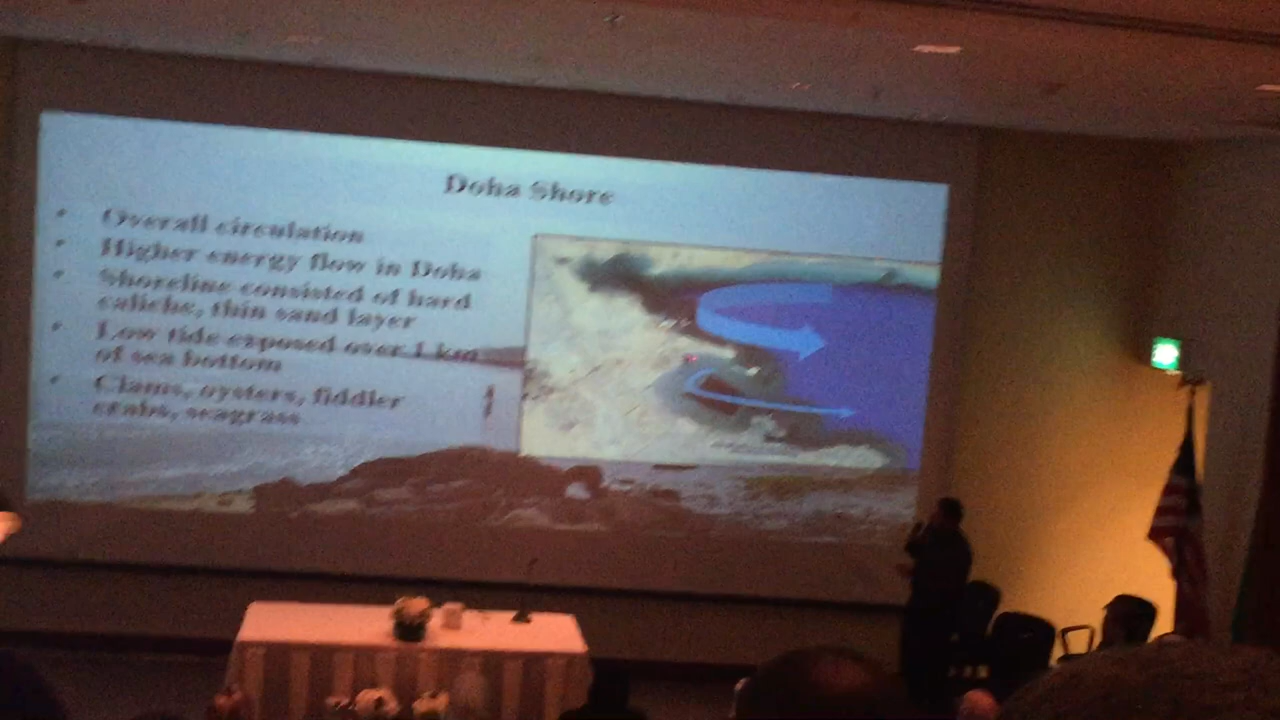 Doha Shore
• Overall circulation
• Higher energy flow in Doha
• Shoreline consisted of hard
caliche, thin sand layer
• Low tide exposed over 1 km
of sea bottom
• Clams, oysters, fiddler
crabs, seagrass